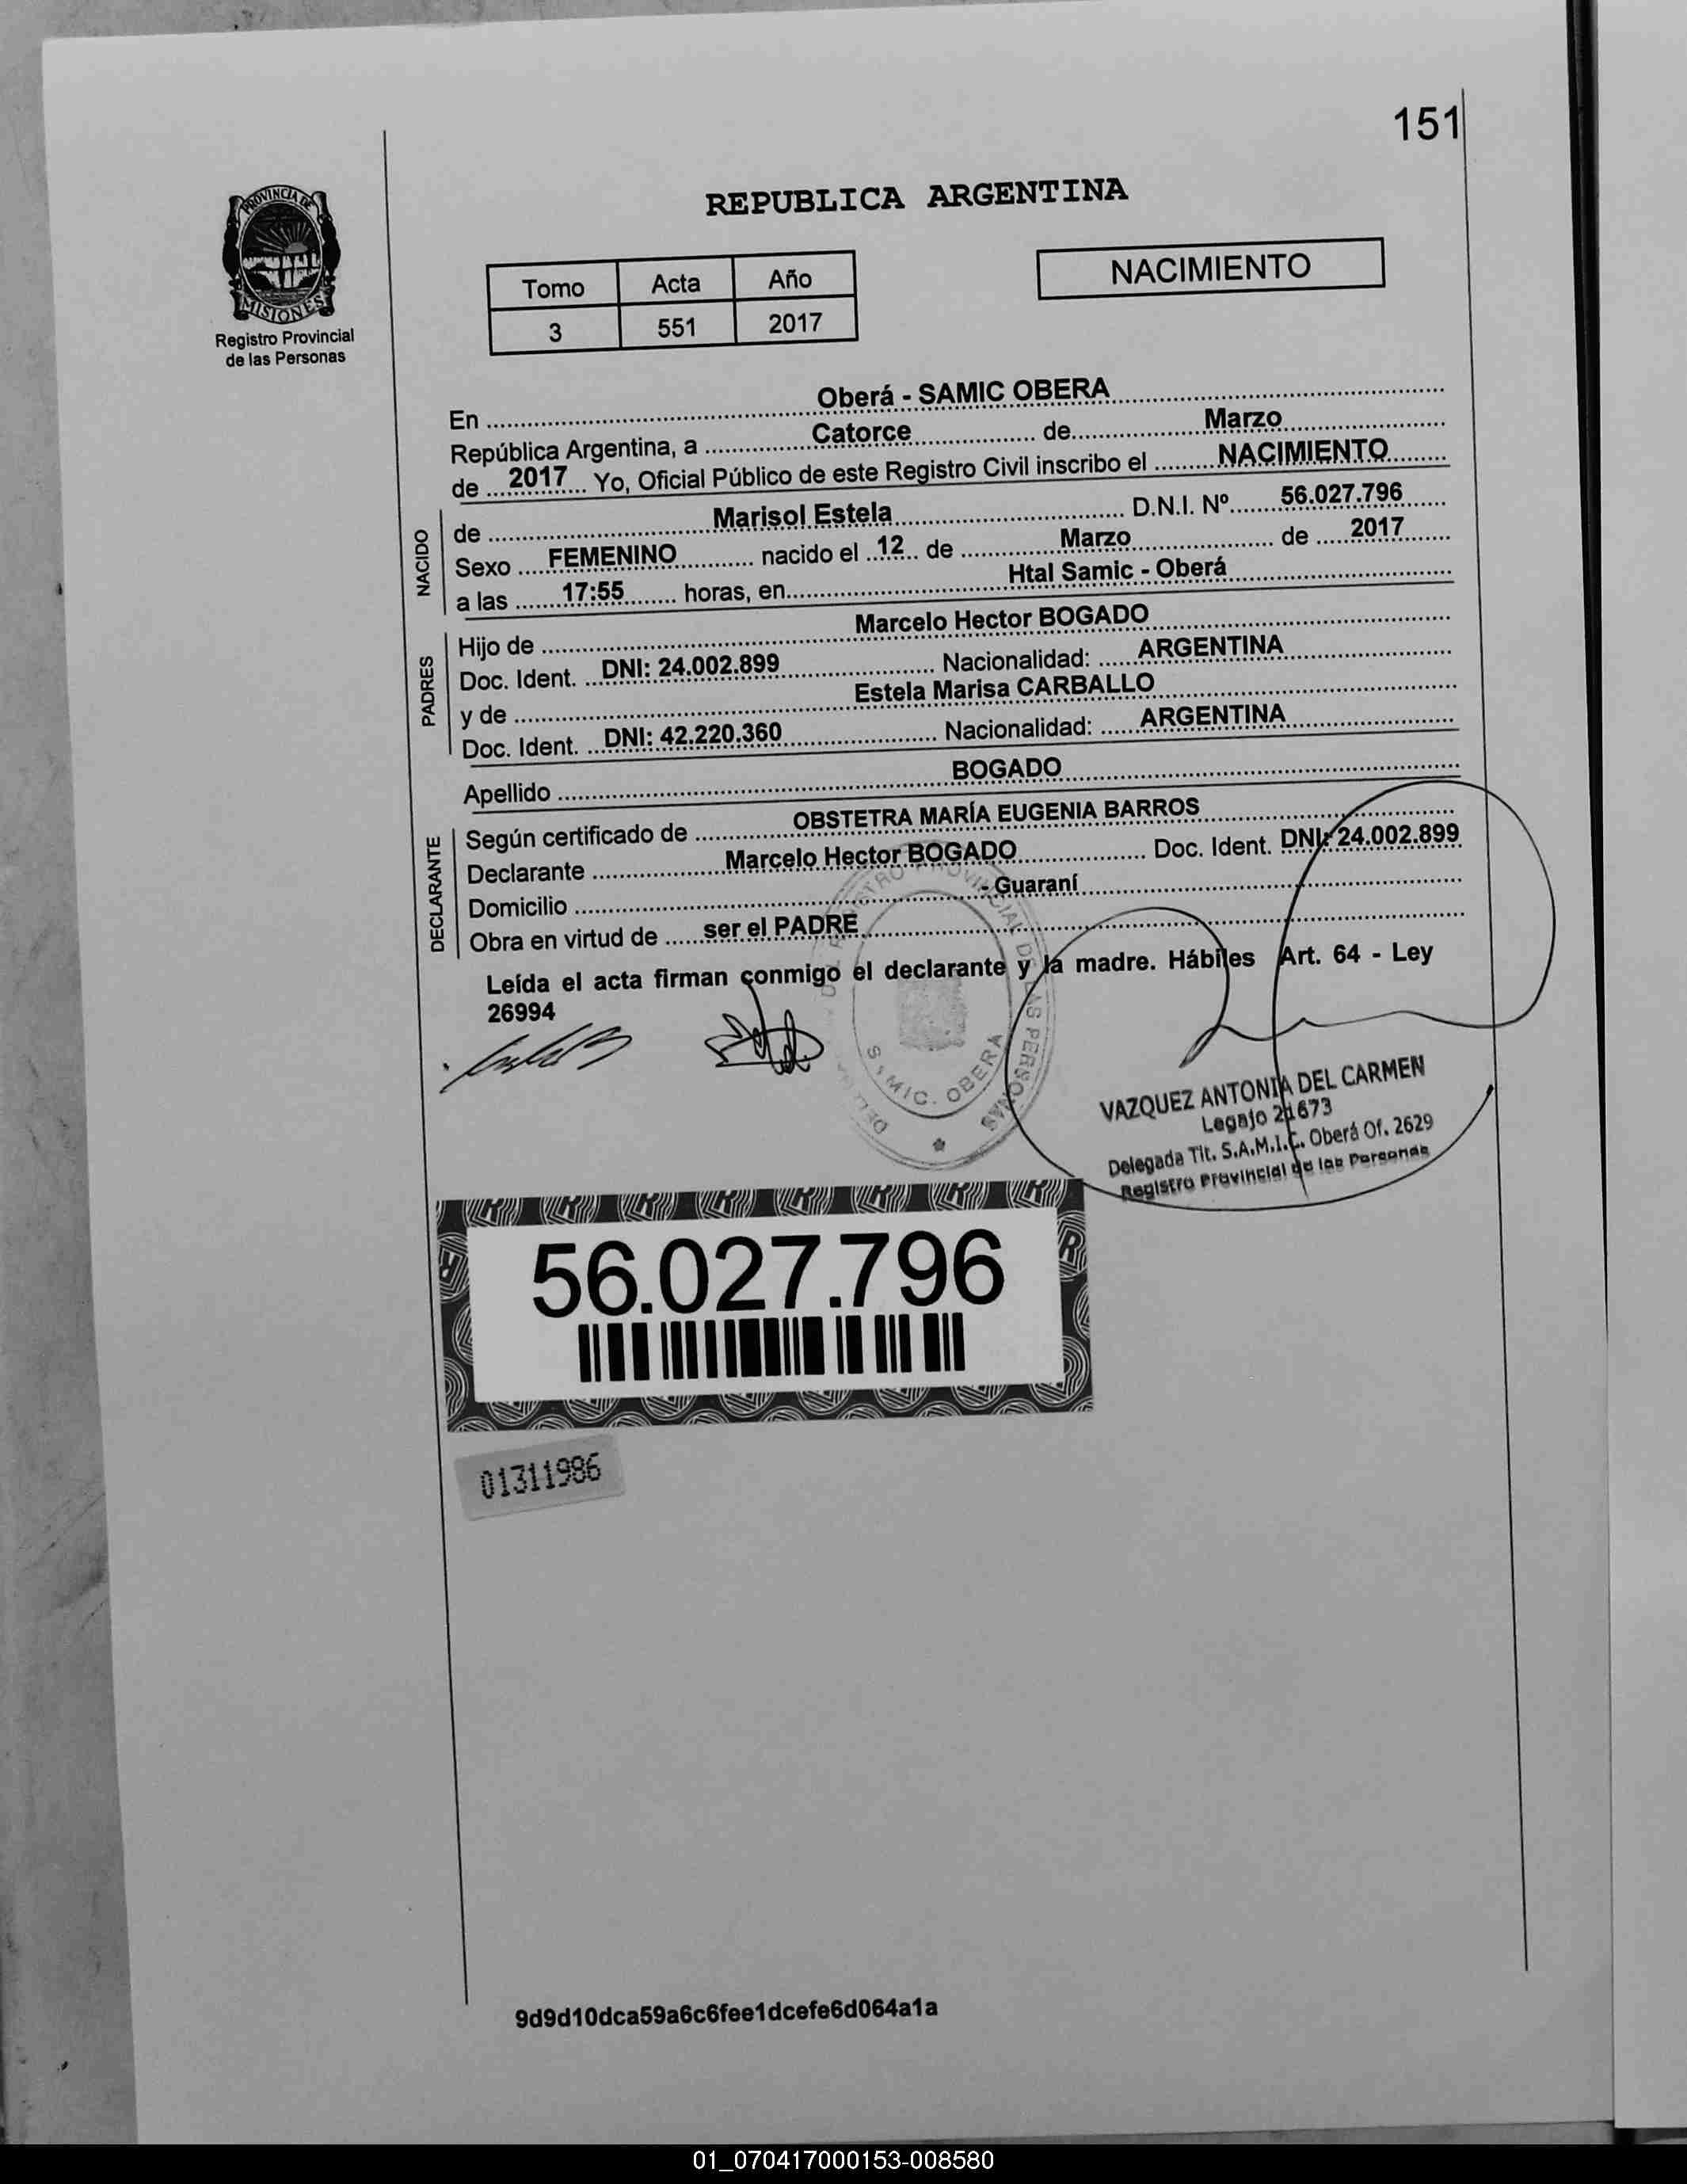 151
PROVINCIA DE
MISIONES
Registro Provincial
de las Personas
REPUBLICA ARGENTINA
Tomo Acta Año
3 551 2017
NACIMIENTO
En Oberá - SAMIC OBERA
República Argentina, a Catorce de Marzo
de 2017 Yo, Oficial Público de este Registro Civil inscribo el NACIMIENTO
NACIDO
de Marisol Estela D.N.I. Nº 56.027.796
Sexo FEMENINO nacido el 12 de Marzo de 2017
a las 17:55 horas, en Htal Samic - Oberá
PADRES
Hijo de Marcelo Hector BOGADO
Doc. Ident. DNI: 24.002.899 Nacionalidad: ARGENTINA
y de Estela Marisa CARBALLO
Doc. Ident. DNI: 42.220.360 Nacionalidad: ARGENTINA
Apellido BOGADO
DECLARANTE
Según certificado de OBSTETRA MARÍA EUGENIA BARROS
Declarante Marcelo Hector BOGADO Doc. Ident. DNI: 24.002.899
Domicilio - Guaraní
Obra en virtud de ser el PADRE
Leída el acta firman conmigo el declarante y la madre. Hábiles Art. 64 - Ley
26994
REGISTRO PROVINCIAL DE LAS PERSONAS
OBERA
VAZQUEZ ANTONIA DEL CARMEN
Legajo 21673
Delegada Tit. S.A.M.I.C. Oberá Of. 2629
Registro Provincial de las Personas
56.027.796
01311986
9d9d10dca59a6c6fee1dcefe6d064a1a
01_070417000153-008580